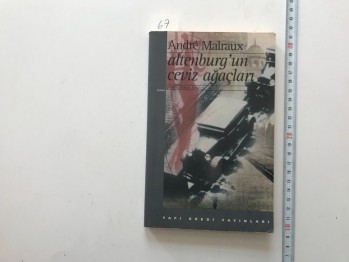 67
André Malraux
altenburg'un
ceviz ağaçları
YAPI KREDİ YAYINLARI